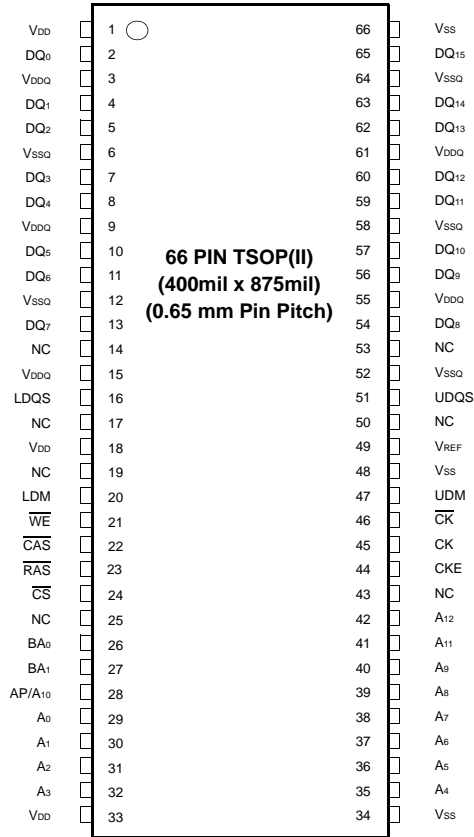 VDD 1 66 VSS
DQ0 2 65 DQ15
VDDQ 3 64 VSSQ
DQ1 4 63 DQ14
DQ2 5 62 DQ13
VSSQ 6 61 VDDQ
DQ3 7 60 DQ12
DQ4 8 59 DQ11
VDDQ 9 58 VSSQ
DQ5 10 66 PIN TSOP(II) 57 DQ10
DQ6 11 (400mil x 875mil) 56 DQ9
VSSQ 12 (0.65 mm Pin Pitch) 55 VDDQ
DQ7 13 54 DQ8
NC 14 53 NC
VDDQ 15 52 VSSQ
LDQS 16 51 UDQS
NC 17 50 NC
VDD 18 49 VREF
NC 19 48 VSS
LDM 20 47 UDM
W̅E̅ 21 46 C̅K̅
C̅A̅S̅ 22 45 CK
R̅A̅S̅ 23 44 CKE
C̅S̅ 24 43 NC
NC 25 42 A12
BA0 26 41 A11
BA1 27 40 A9
AP/A10 28 39 A8
A0 29 38 A7
A1 30 37 A6
A2 31 36 A5
A3 32 35 A4
VDD 33 34 VSS